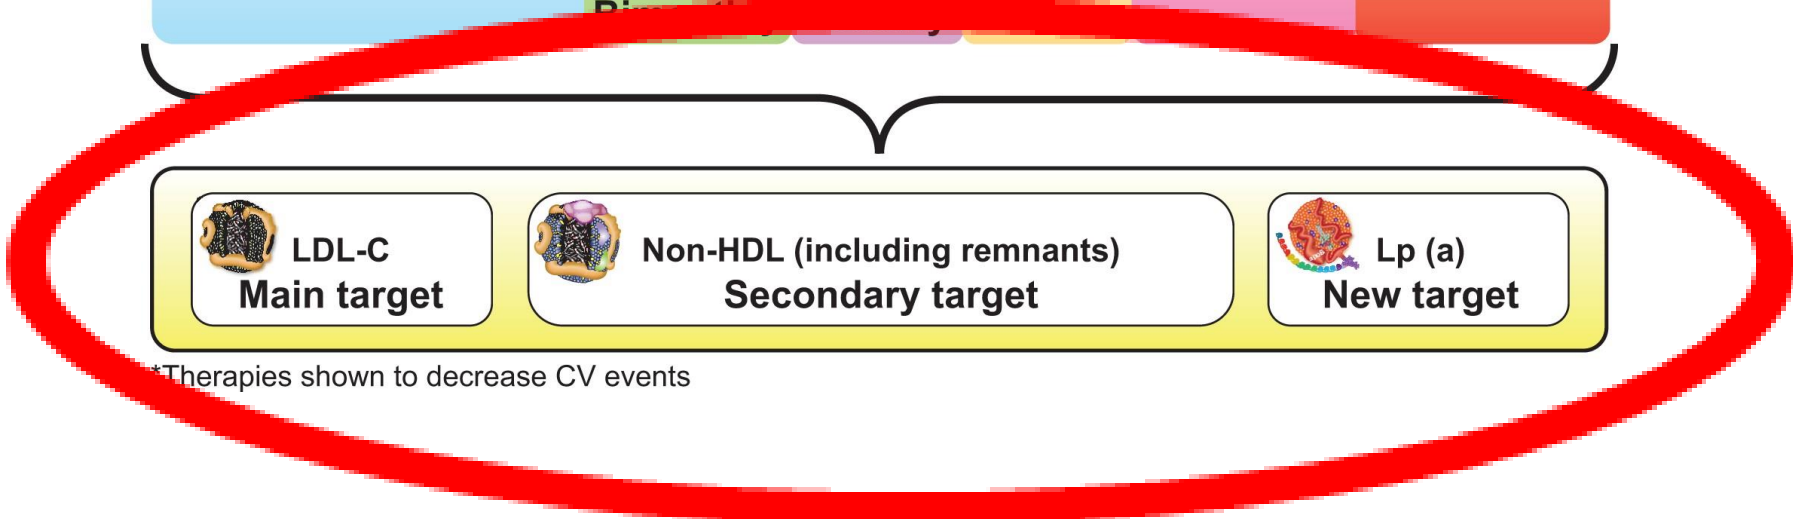 LDL-C
Main target
Non-HDL (including remnants)
Secondary target
Lp (a)
New target
*Therapies shown to decrease CV events